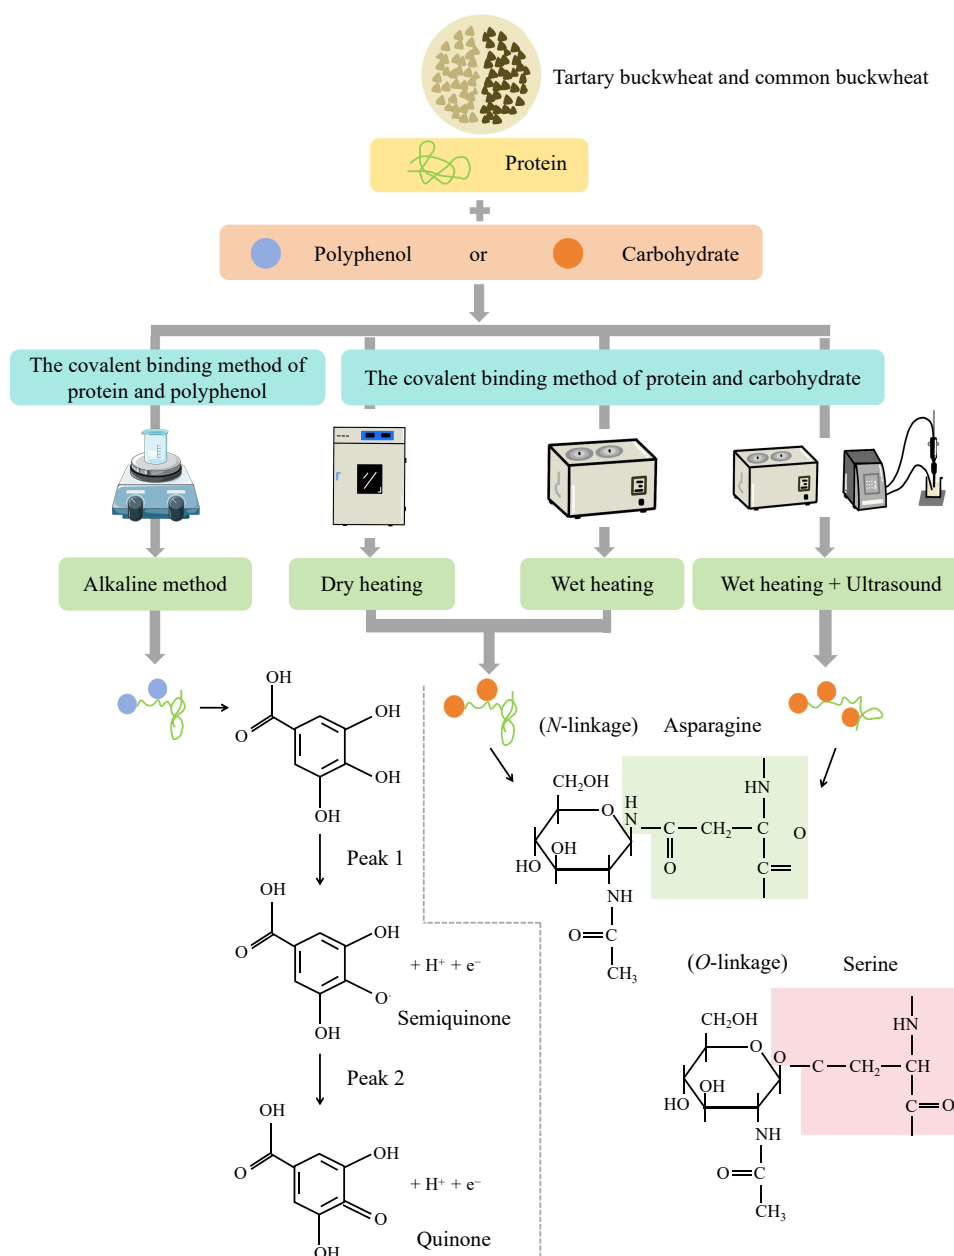 Tartary buckwheat and common buckwheat
Protein
Polyphenol or Carbohydrate
The covalent binding method of
protein and polyphenol
The covalent binding method of protein and carbohydrate
Alkaline method
Dry heating
Wet heating
Wet heating + Ultrasound
OH
O
OH
OH
OH
Peak 1
OH
O
OH
O·
OH
+ H⁺ + e⁻
Semiquinone
Peak 2
OH
O
OH
O
OH
+ H⁺ + e⁻
Quinone
(N-linkage) Asparagine
CH₂OH
O
H
N
C
CH₂
C
HN
O
C
O
OH
HO
NH
O
C
CH₃
(O-linkage) Serine
CH₂OH
O
O
C
CH₂
CH
HN
C
O
OH
HO
NH
O
C
CH₃